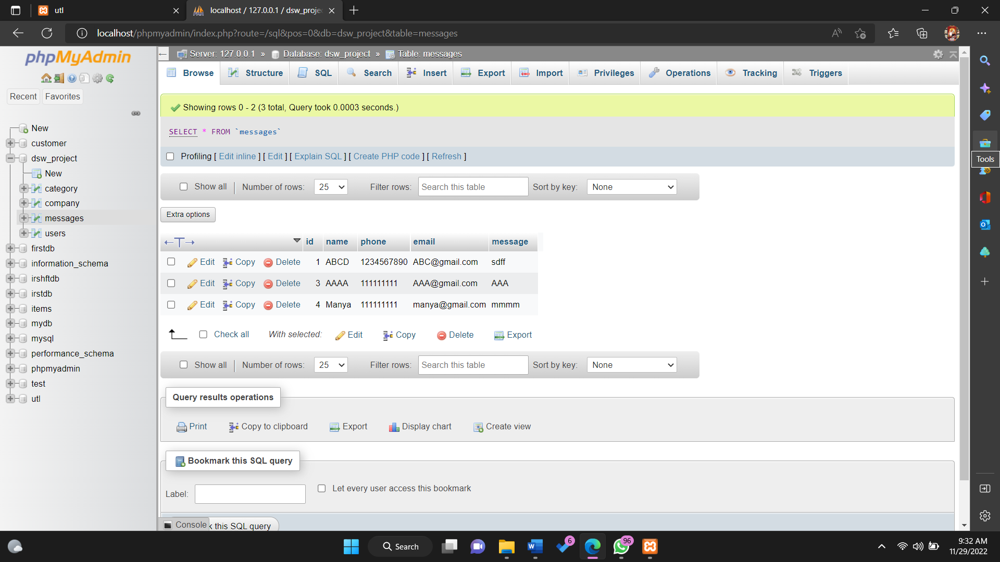 utl
localhost / 127.0.0.1 / dsw_proje
localhost/phpmyadmin/index.php?route=/sql&pos=0&db=dsw_project&table=messages
phpMyAdmin
Recent Favorites
New
customer
dsw_project
New
category
company
messages
users
firstdb
information_schema
irshftdb
irstdb
items
mydb
mysql
performance_schema
phpmyadmin
test
utl
Server: 127.0.0.1 » Database: dsw_project » Table: messages
Browse Structure SQL Search Insert Export Import Privileges Operations Tracking Triggers
Showing rows 0 - 2 (3 total, Query took 0.0003 seconds.)
SELECT * FROM `messages`
Profiling [ Edit inline ] [ Edit ] [ Explain SQL ] [ Create PHP code ] [ Refresh ]
Show all Number of rows: 25 Filter rows: Search this table Sort by key: None
Extra options
id name phone email message
Edit Copy Delete 1 ABCD 1234567890 ABC@gmail.com sdff
Edit Copy Delete 3 AAAA 111111111 AAA@gmail.com AAA
Edit Copy Delete 4 Manya 111111111 manya@gmail.com mmmm
Check all With selected: Edit Copy Delete Export
Show all Number of rows: 25 Filter rows: Search this table Sort by key: None
Query results operations
Print Copy to clipboard Export Display chart Create view
Bookmark this SQL query
Label: Let every user access this bookmark
Console k this SQL query
Tools
Search
6
96
9:32 AM
11/29/2022